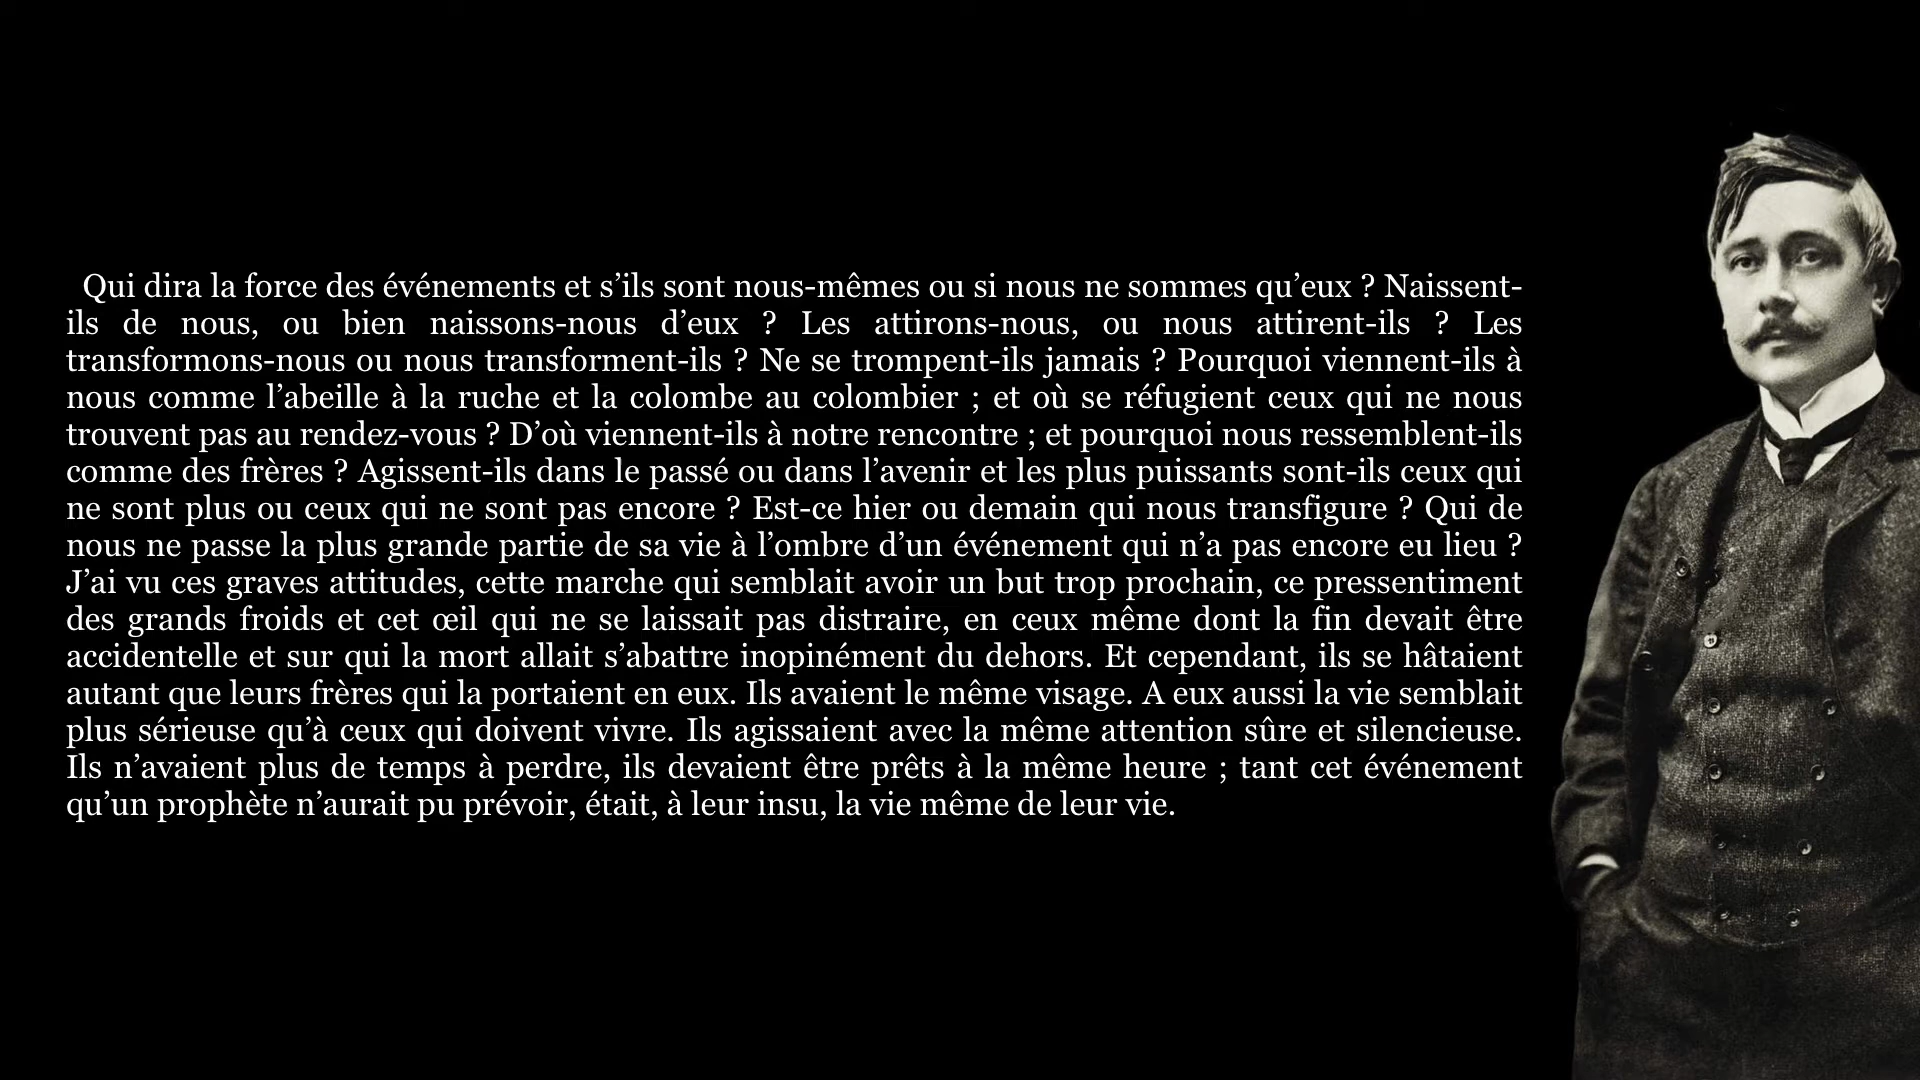 Qui dira la force des événements et s’ils sont nous-mêmes ou si nous ne sommes qu’eux ? Naissent-
ils de nous, ou bien naissons-nous d’eux ? Les attirons-nous, ou nous attirent-ils ? Les
transformons-nous ou nous transforment-ils ? Ne se trompent-ils jamais ? Pourquoi viennent-ils à
nous comme l’abeille à la ruche et la colombe au colombier ; et où se réfugient ceux qui ne nous
trouvent pas au rendez-vous ? D’où viennent-ils à notre rencontre ; et pourquoi nous ressemblent-ils
comme des frères ? Agissent-ils dans le passé ou dans l’avenir et les plus puissants sont-ils ceux qui
ne sont plus ou ceux qui ne sont pas encore ? Est-ce hier ou demain qui nous transfigure ? Qui de
nous ne passe la plus grande partie de sa vie à l’ombre d’un événement qui n’a pas encore eu lieu ?
J’ai vu ces graves attitudes, cette marche qui semblait avoir un but trop prochain, ce pressentiment
des grands froids et cet œil qui ne se laissait pas distraire, en ceux même dont la fin devait être
accidentelle et sur qui la mort allait s’abattre inopinément du dehors. Et cependant, ils se hâtaient
autant que leurs frères qui la portaient en eux. Ils avaient le même visage. A eux aussi la vie semblait
plus sérieuse qu’à ceux qui doivent vivre. Ils agissaient avec la même attention sûre et silencieuse.
Ils n’avaient plus de temps à perdre, ils devaient être prêts à la même heure ; tant cet événement
qu’un prophète n’aurait pu prévoir, était, à leur insu, la vie même de leur vie.